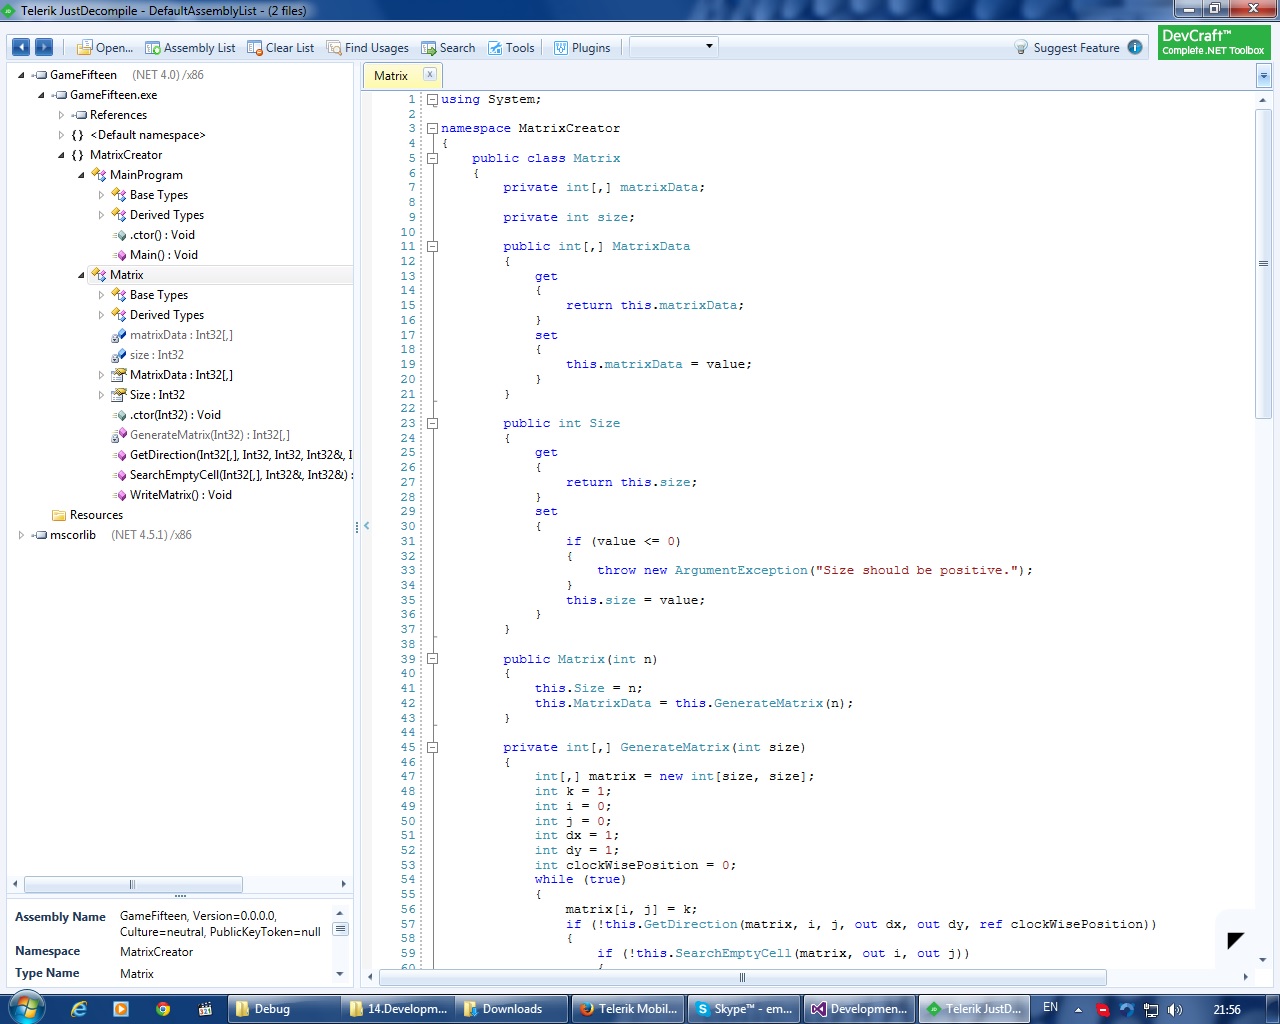 Telerik JustDecompile - DefaultAssemblyList - (2 files)
Open... Assembly List Clear List Find Usages Search Tools Plugins Suggest Feature
DevCraft™
Complete .NET Toolbox
GameFifteen (NET 4.0) /x86
GameFifteen.exe
References
{} <Default namespace>
{} MatrixCreator
MainProgram
Base Types
Derived Types
.ctor() : Void
Main() : Void
Matrix
Base Types
Derived Types
matrixData : Int32[,]
size : Int32
MatrixData : Int32[,]
Size : Int32
.ctor(Int32) : Void
GenerateMatrix(Int32) : Int32[,]
GetDirection(Int32[,], Int32, Int32, Int32&, I
SearchEmptyCell(Int32[,], Int32&, Int32&) :
WriteMatrix() : Void
Resources
mscorlib (NET 4.5.1) /x86
Assembly Name GameFifteen, Version=0.0.0.0,
Culture=neutral, PublicKeyToken=null
Namespace MatrixCreator
Type Name Matrix
Matrix x
1 using System;
2
3 namespace MatrixCreator
4 {
5 public class Matrix
6 {
7 private int[,] matrixData;
8
9 private int size;
10
11 public int[,] MatrixData
12 {
13 get
14 {
15 return this.matrixData;
16 }
17 set
18 {
19 this.matrixData = value;
20 }
21 }
22
23 public int Size
24 {
25 get
26 {
27 return this.size;
28 }
29 set
30 {
31 if (value <= 0)
32 {
33 throw new ArgumentException("Size should be positive.");
34 }
35 this.size = value;
36 }
37 }
38
39 public Matrix(int n)
40 {
41 this.Size = n;
42 this.MatrixData = this.GenerateMatrix(n);
43 }
44
45 private int[,] GenerateMatrix(int size)
46 {
47 int[,] matrix = new int[size, size];
48 int k = 1;
49 int i = 0;
50 int j = 0;
51 int dx = 1;
52 int dy = 1;
53 int clockWisePosition = 0;
54 while (true)
55 {
56 matrix[i, j] = k;
57 if (!this.GetDirection(matrix, i, j, out dx, out dy, ref clockWisePosition))
58 {
59 if (!this.SearchEmptyCell(matrix, out i, out j))
60 {
Debug 14.Developm... Downloads Telerik Mobil... Skype™ - em... Developmen... Telerik JustD... EN 21:56